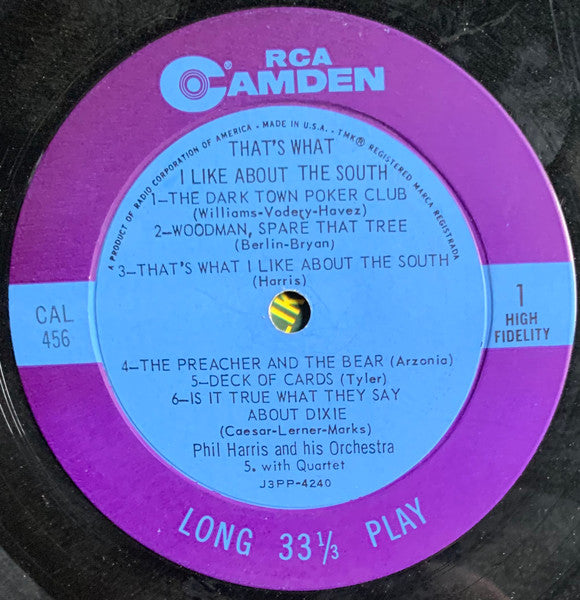 RCA
CAMDEN
A PRODUCT OF RADIO CORPORATION OF AMERICA - MADE IN U.S.A. - TMK® REGISTERED MARCA REGISTRADA
THAT'S WHAT
I LIKE ABOUT THE SOUTH
1—THE DARK TOWN POKER CLUB
(Williams-Vodery-Havez)
2—WOODMAN, SPARE THAT TREE
(Berlin-Bryan)
3—THAT'S WHAT I LIKE ABOUT THE SOUTH
(Harris)
CAL
456
1
HIGH
FIDELITY
4—THE PREACHER AND THE BEAR (Arzonia)
5—DECK OF CARDS (Tyler)
6—IS IT TRUE WHAT THEY SAY
ABOUT DIXIE
(Caesar-Lerner-Marks)
Phil Harris and his Orchestra
5. with Quartet
J3PP-4240
LONG 33⅓ PLAY